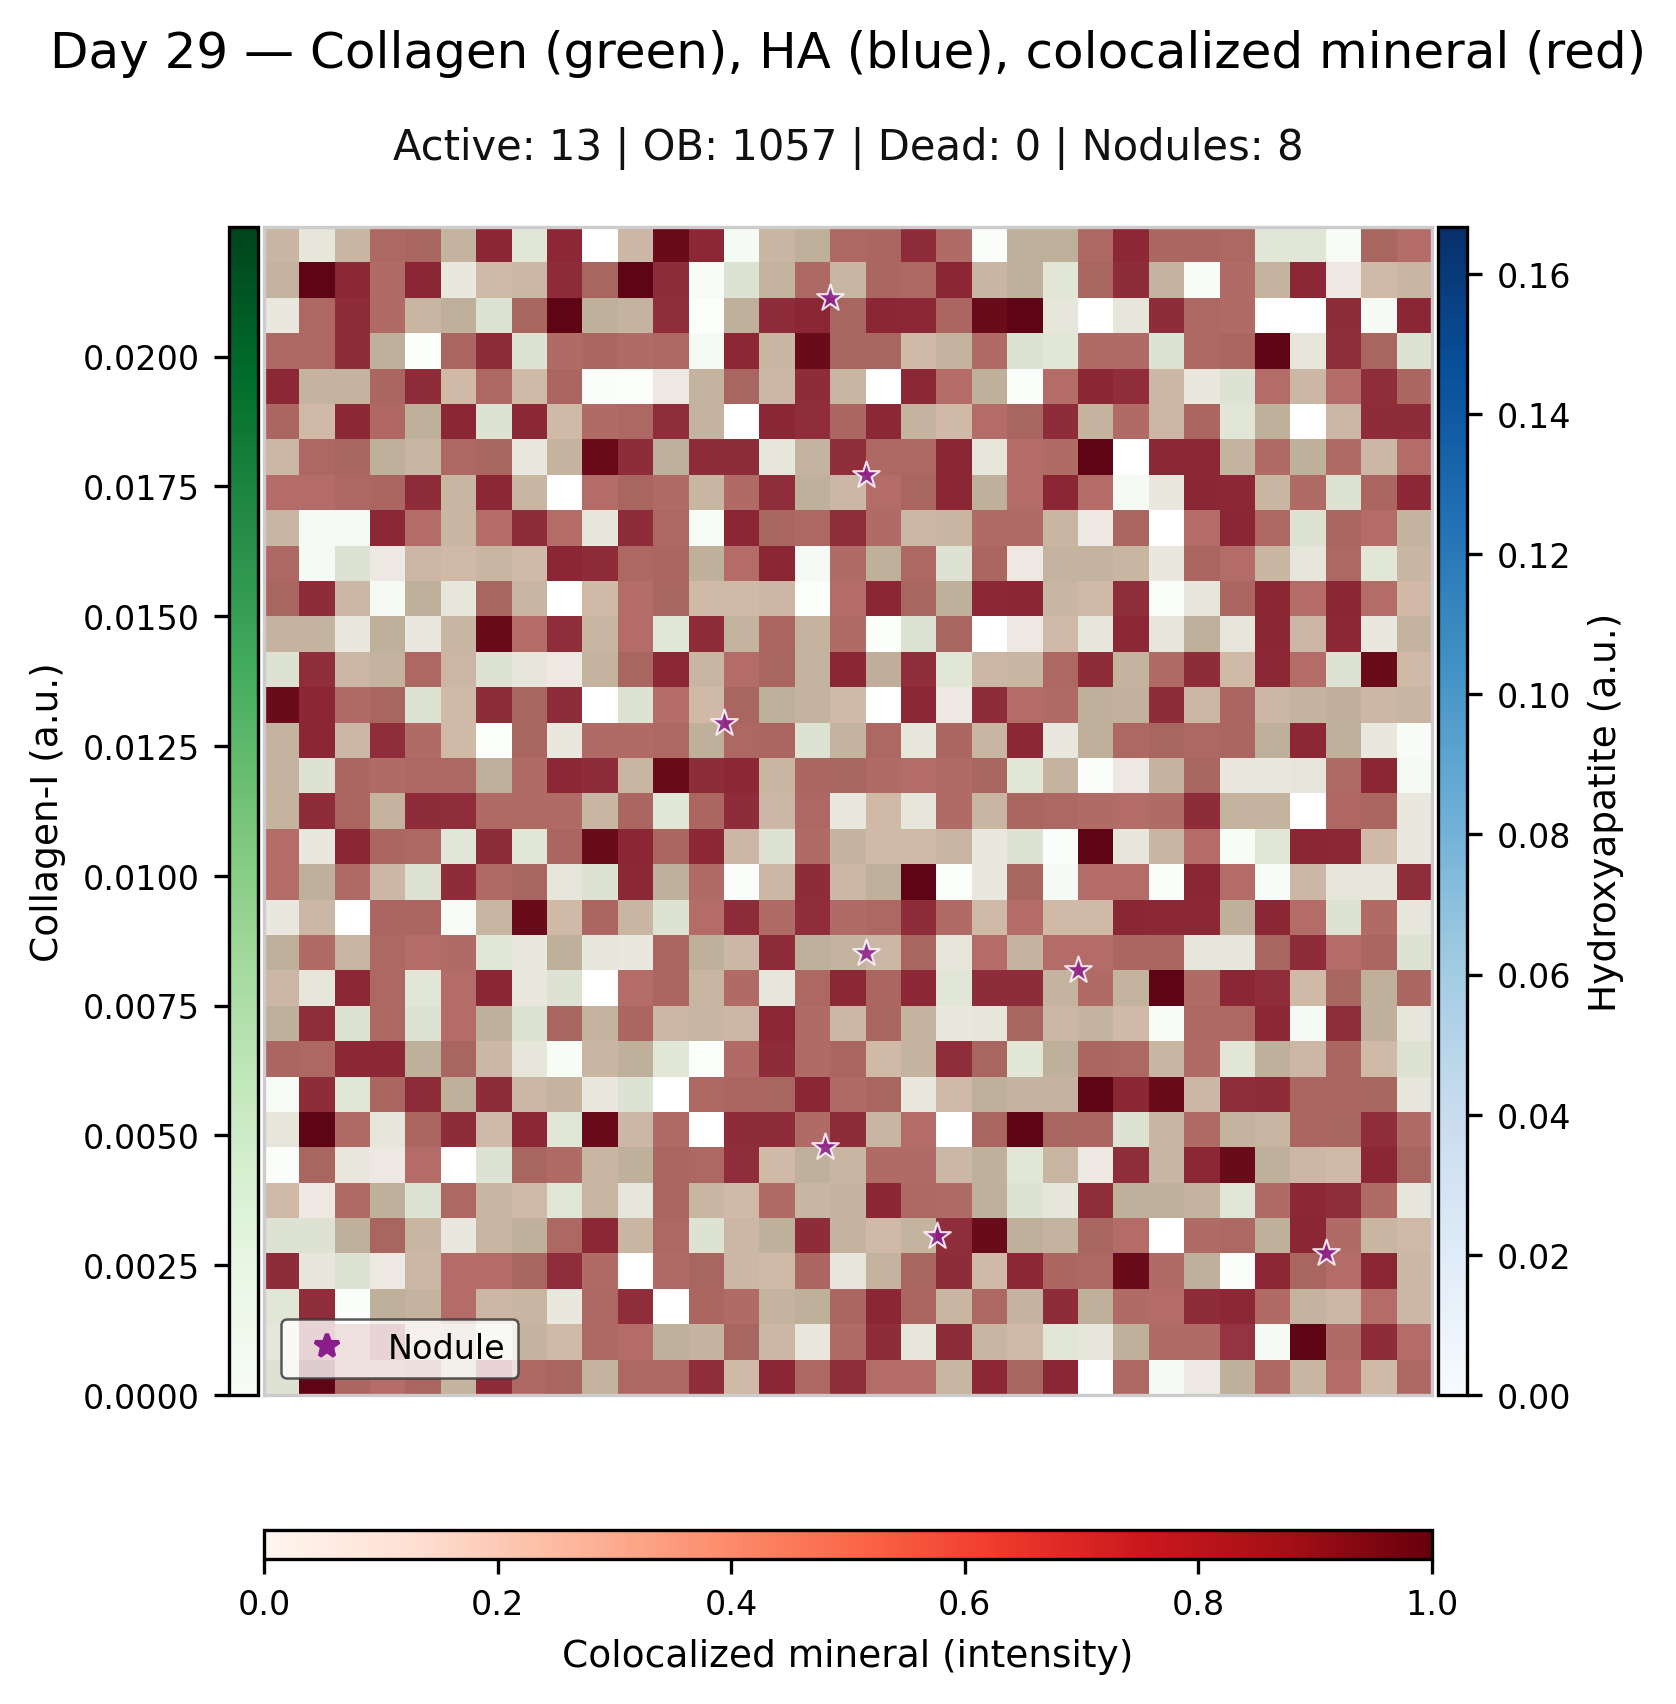 Day 29 — Collagen (green), HA (blue), colocalized mineral (red)
Active: 13 | OB: 1057 | Dead: 0 | Nodules: 8
Collagen-I (a.u.)
0.0200
0.0175
0.0150
0.0125
0.0100
0.0075
0.0050
0.0025
0.0000
Nodule
0.16
0.14
0.12
0.10
0.08
0.06
0.04
0.02
0.00
Hydroxyapatite (a.u.)
0.0 0.2 0.4 0.6 0.8 1.0
Colocalized mineral (intensity)